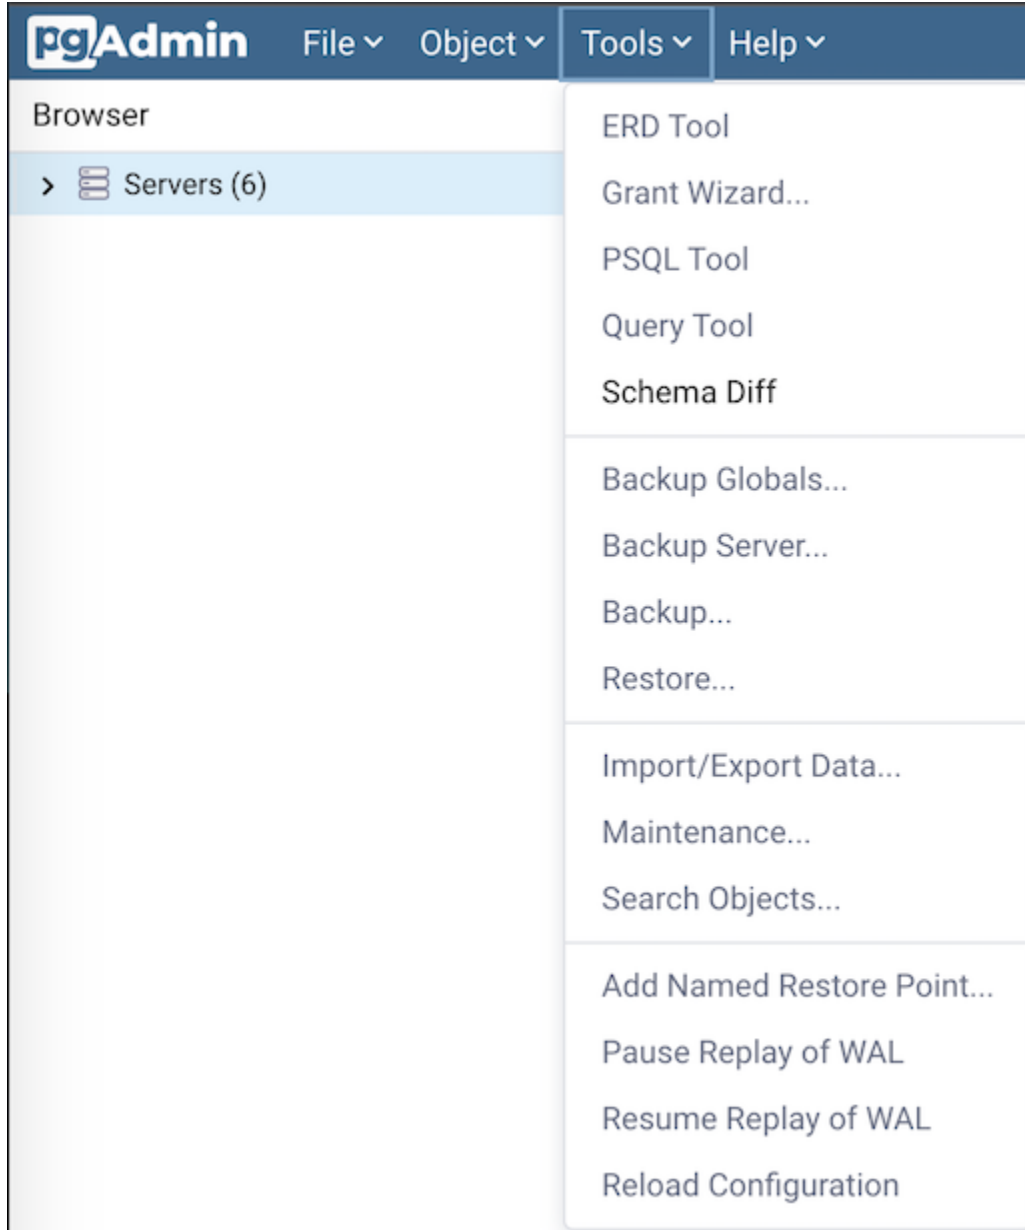 pgAdmin File Object Tools Help
Browser
Servers (6)
ERD Tool
Grant Wizard...
PSQL Tool
Query Tool
Schema Diff
Backup Globals...
Backup Server...
Backup...
Restore...
Import/Export Data...
Maintenance...
Search Objects...
Add Named Restore Point...
Pause Replay of WAL
Resume Replay of WAL
Reload Configuration